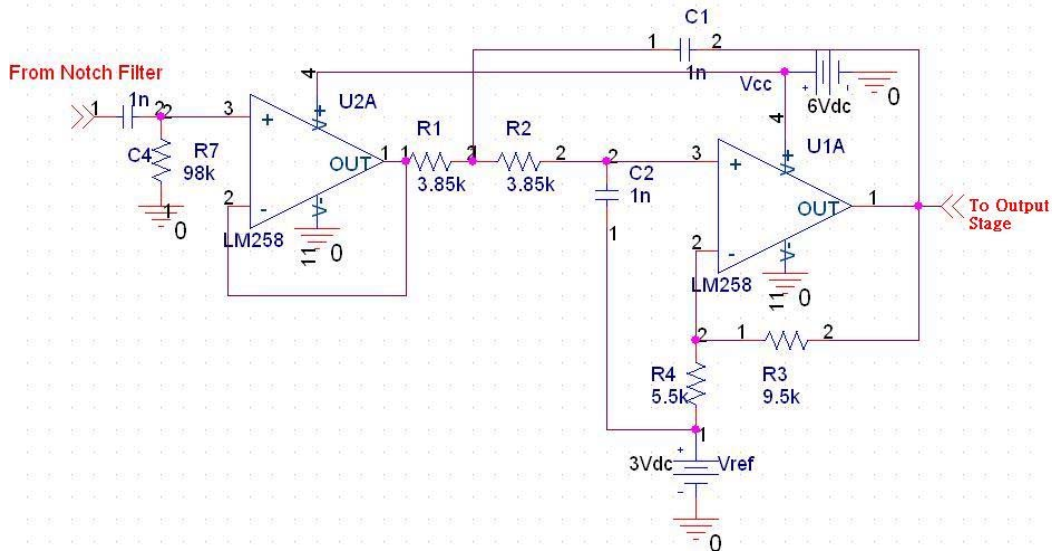 C1
1 2
1n
From Notch Filter
4
U2A
Vcc
6Vdc
0
1 1n 2 2
3
+
V+
R1
R2
4
U1A
C4
R7
98k
OUT
1 1
2 1
2
2
3
+
V+
3.85k
3.85k
C2
1n
1
To Output
Stage
OUT
1
0
2
-
V-
LM258
11
0
1
2
-
V-
LM258
11
0
2
1
2
R4
5.5k
R3
9.5k
1
3Vdc
Vref
0